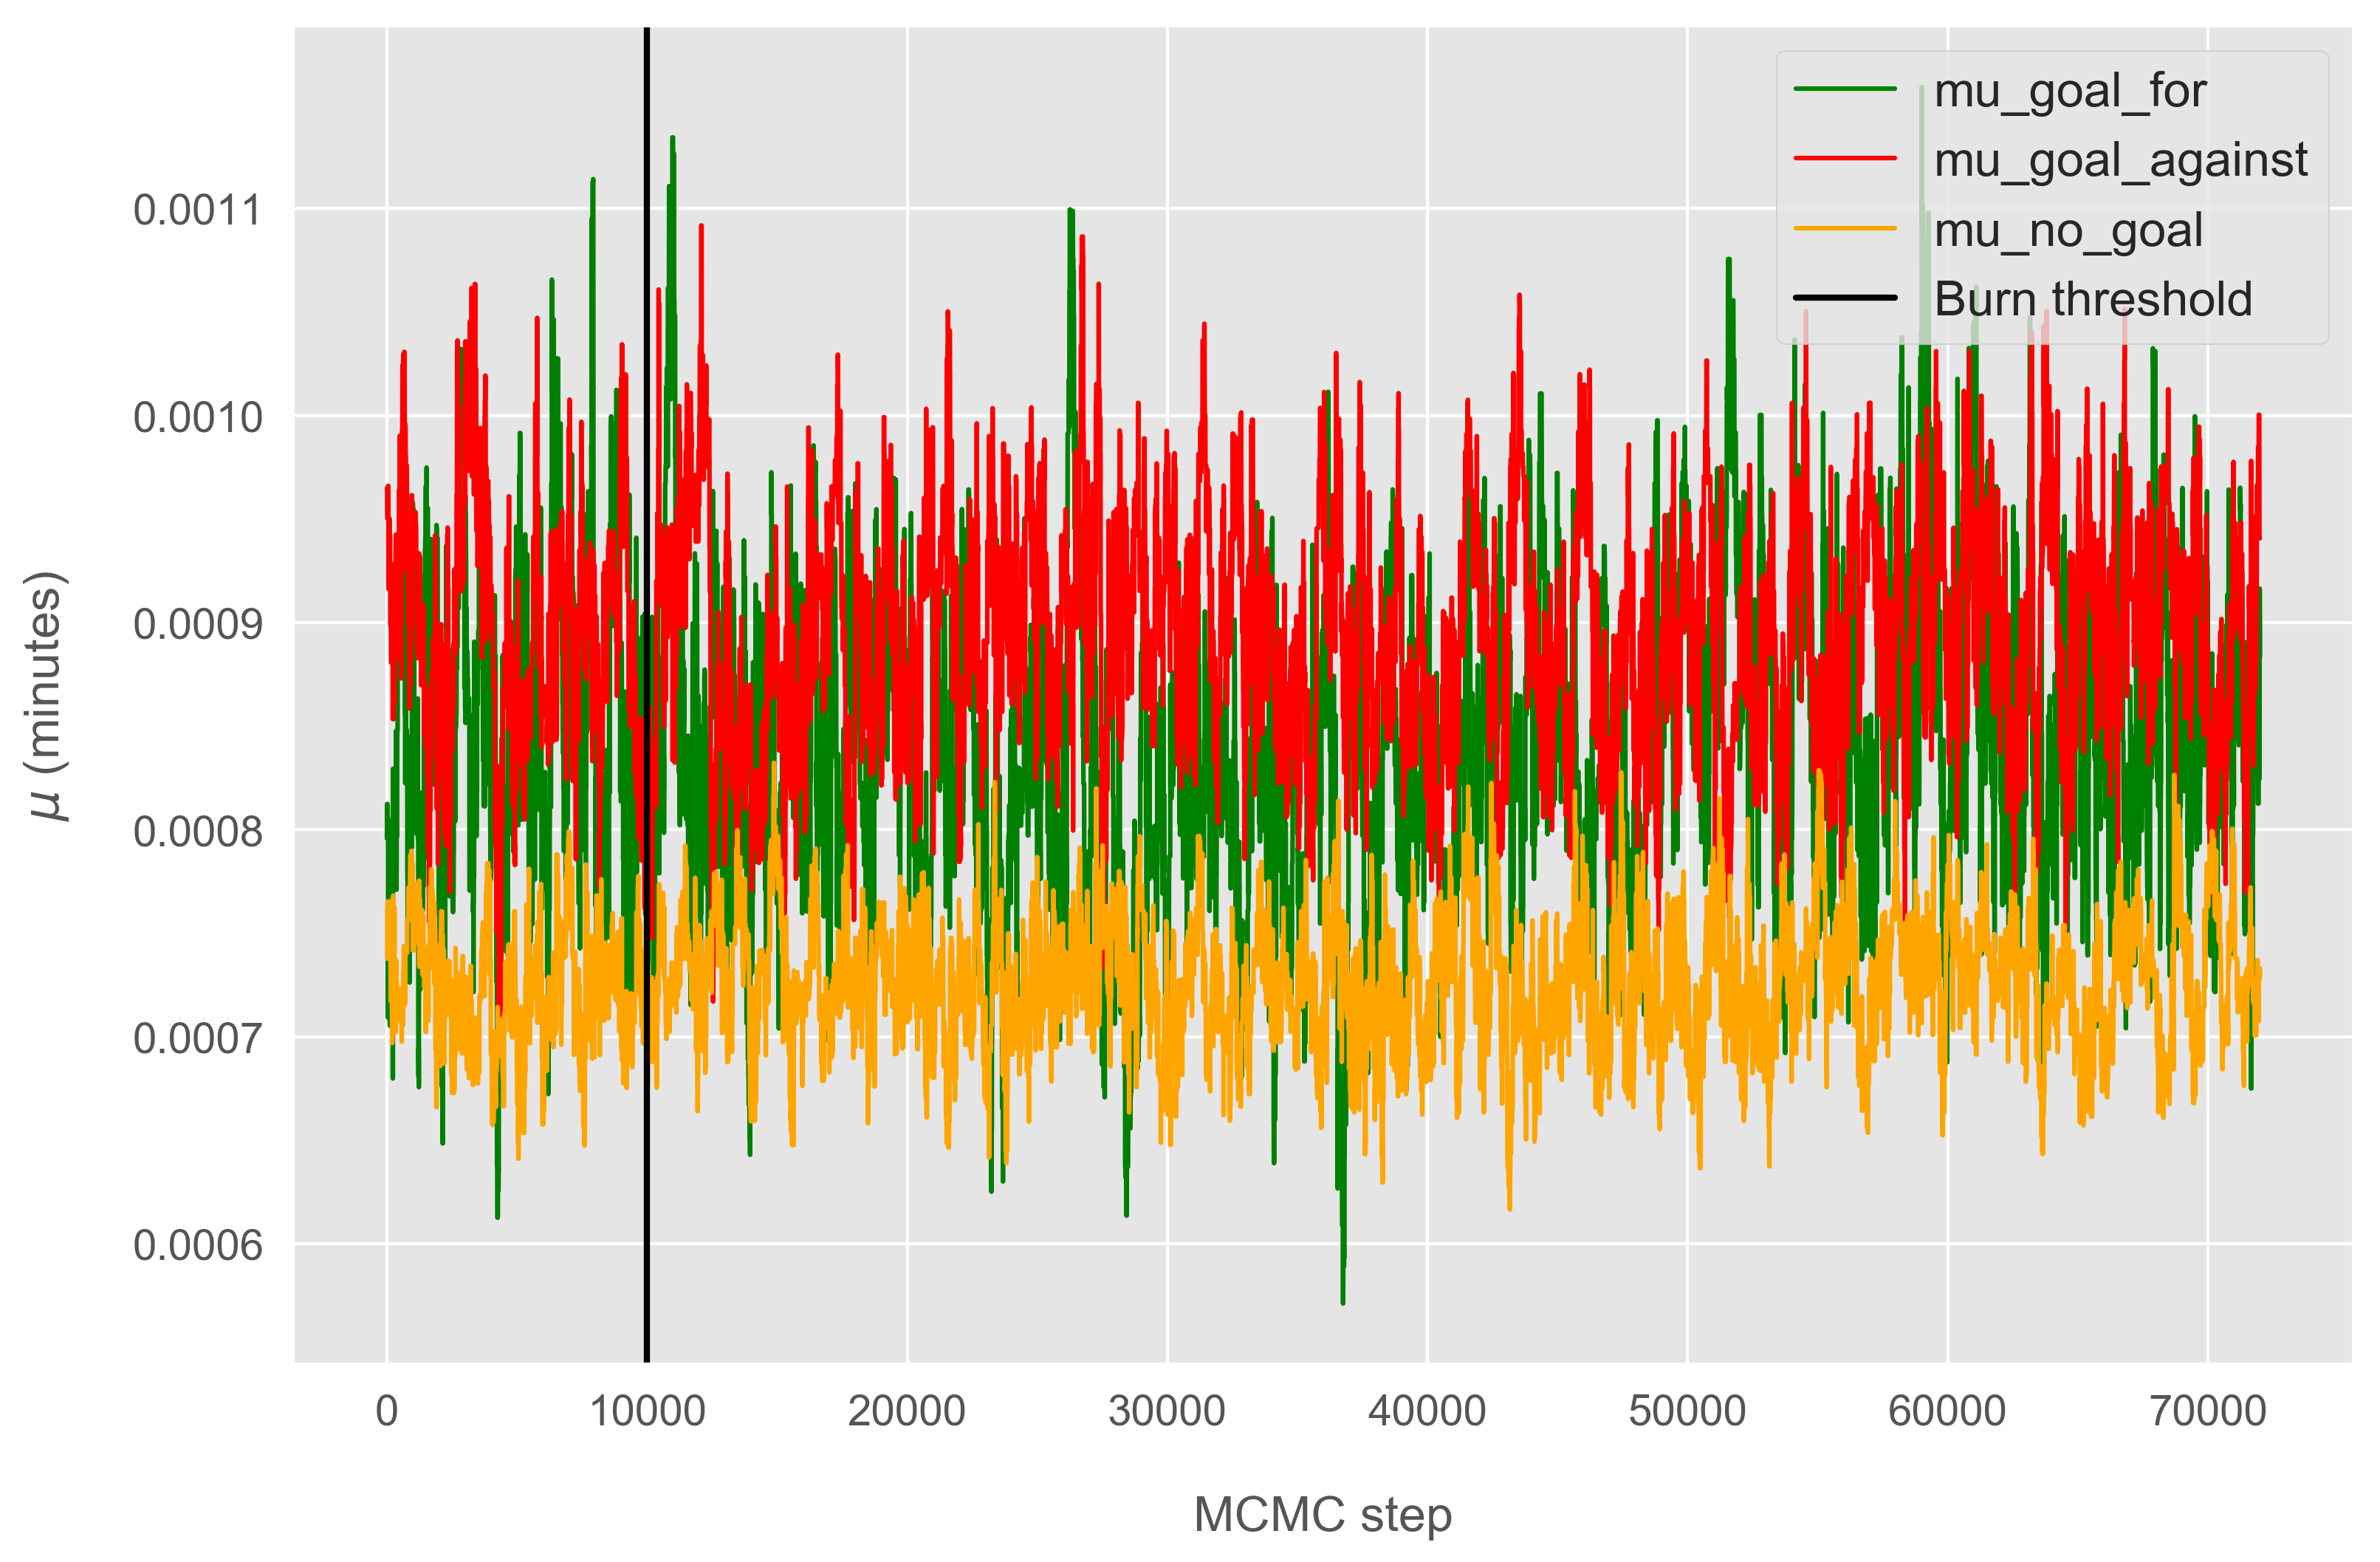 mu_goal_for
mu_goal_against
mu_no_goal
Burn threshold
0.0011
0.0010
0.0009
0.0008
0.0007
0.0006
μ (minutes)
0 10000 20000 30000 40000 50000 60000 70000
MCMC step